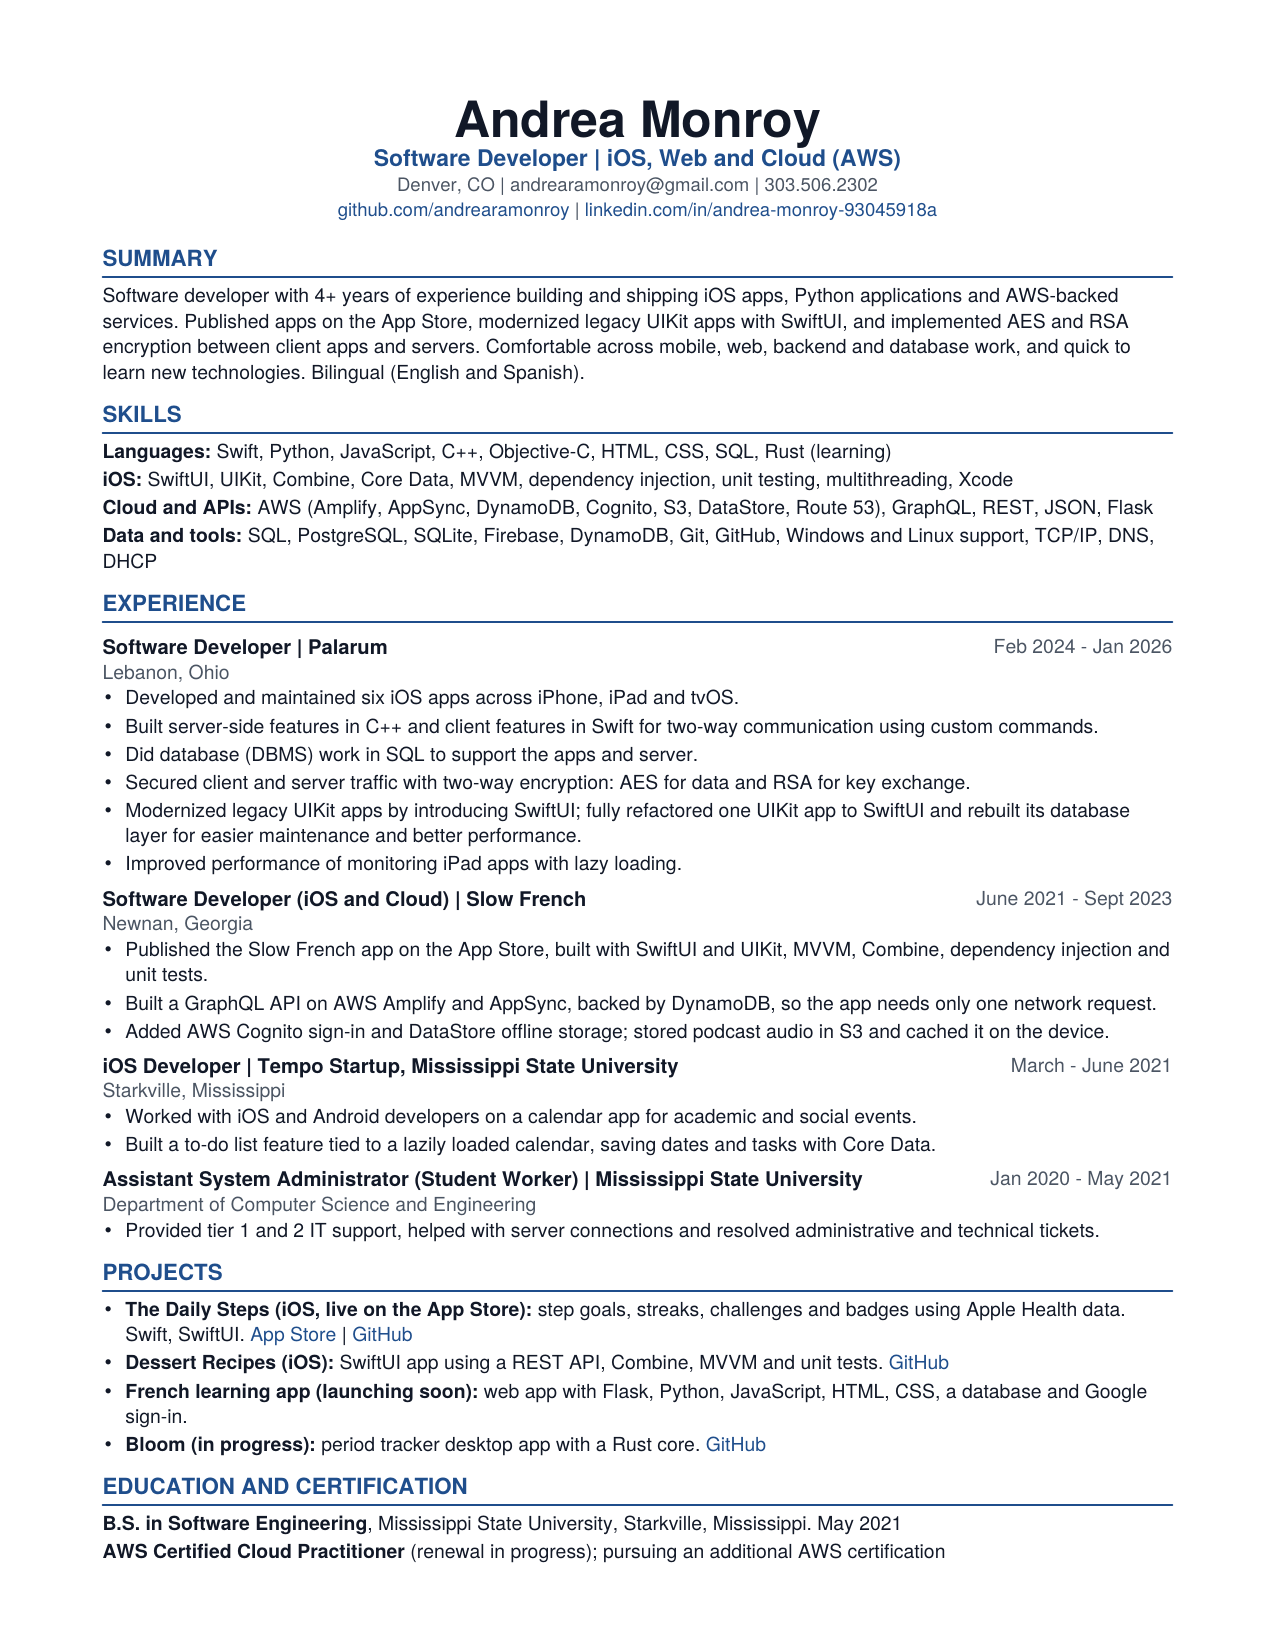 Andrea Monroy
Software Developer | iOS, Web and Cloud (AWS)
Denver, CO | andrearamonroy@gmail.com | 303.506.2302
github.com/andrearamonroy | linkedin.com/in/andrea-monroy-93045918a
SUMMARY
Software developer with 4+ years of experience building and shipping iOS apps, Python applications and AWS-backed
services. Published apps on the App Store, modernized legacy UIKit apps with SwiftUI, and implemented AES and RSA
encryption between client apps and servers. Comfortable across mobile, web, backend and database work, and quick to
learn new technologies. Bilingual (English and Spanish).
SKILLS
Languages: Swift, Python, JavaScript, C++, Objective-C, HTML, CSS, SQL, Rust (learning)
iOS: SwiftUI, UIKit, Combine, Core Data, MVVM, dependency injection, unit testing, multithreading, Xcode
Cloud and APIs: AWS (Amplify, AppSync, DynamoDB, Cognito, S3, DataStore, Route 53), GraphQL, REST, JSON, Flask
Data and tools: SQL, PostgreSQL, SQLite, Firebase, DynamoDB, Git, GitHub, Windows and Linux support, TCP/IP, DNS,
DHCP
EXPERIENCE
Software Developer | Palarum Feb 2024 - Jan 2026
Lebanon, Ohio
• Developed and maintained six iOS apps across iPhone, iPad and tvOS.
• Built server-side features in C++ and client features in Swift for two-way communication using custom commands.
• Did database (DBMS) work in SQL to support the apps and server.
• Secured client and server traffic with two-way encryption: AES for data and RSA for key exchange.
• Modernized legacy UIKit apps by introducing SwiftUI; fully refactored one UIKit app to SwiftUI and rebuilt its database
layer for easier maintenance and better performance.
• Improved performance of monitoring iPad apps with lazy loading.
Software Developer (iOS and Cloud) | Slow French June 2021 - Sept 2023
Newnan, Georgia
• Published the Slow French app on the App Store, built with SwiftUI and UIKit, MVVM, Combine, dependency injection and
unit tests.
• Built a GraphQL API on AWS Amplify and AppSync, backed by DynamoDB, so the app needs only one network request.
• Added AWS Cognito sign-in and DataStore offline storage; stored podcast audio in S3 and cached it on the device.
iOS Developer | Tempo Startup, Mississippi State University March - June 2021
Starkville, Mississippi
• Worked with iOS and Android developers on a calendar app for academic and social events.
• Built a to-do list feature tied to a lazily loaded calendar, saving dates and tasks with Core Data.
Assistant System Administrator (Student Worker) | Mississippi State University Jan 2020 - May 2021
Department of Computer Science and Engineering
• Provided tier 1 and 2 IT support, helped with server connections and resolved administrative and technical tickets.
PROJECTS
• The Daily Steps (iOS, live on the App Store): step goals, streaks, challenges and badges using Apple Health data.
Swift, SwiftUI. App Store | GitHub
• Dessert Recipes (iOS): SwiftUI app using a REST API, Combine, MVVM and unit tests. GitHub
• French learning app (launching soon): web app with Flask, Python, JavaScript, HTML, CSS, a database and Google
sign-in.
• Bloom (in progress): period tracker desktop app with a Rust core. GitHub
EDUCATION AND CERTIFICATION
B.S. in Software Engineering, Mississippi State University, Starkville, Mississippi. May 2021
AWS Certified Cloud Practitioner (renewal in progress); pursuing an additional AWS certification